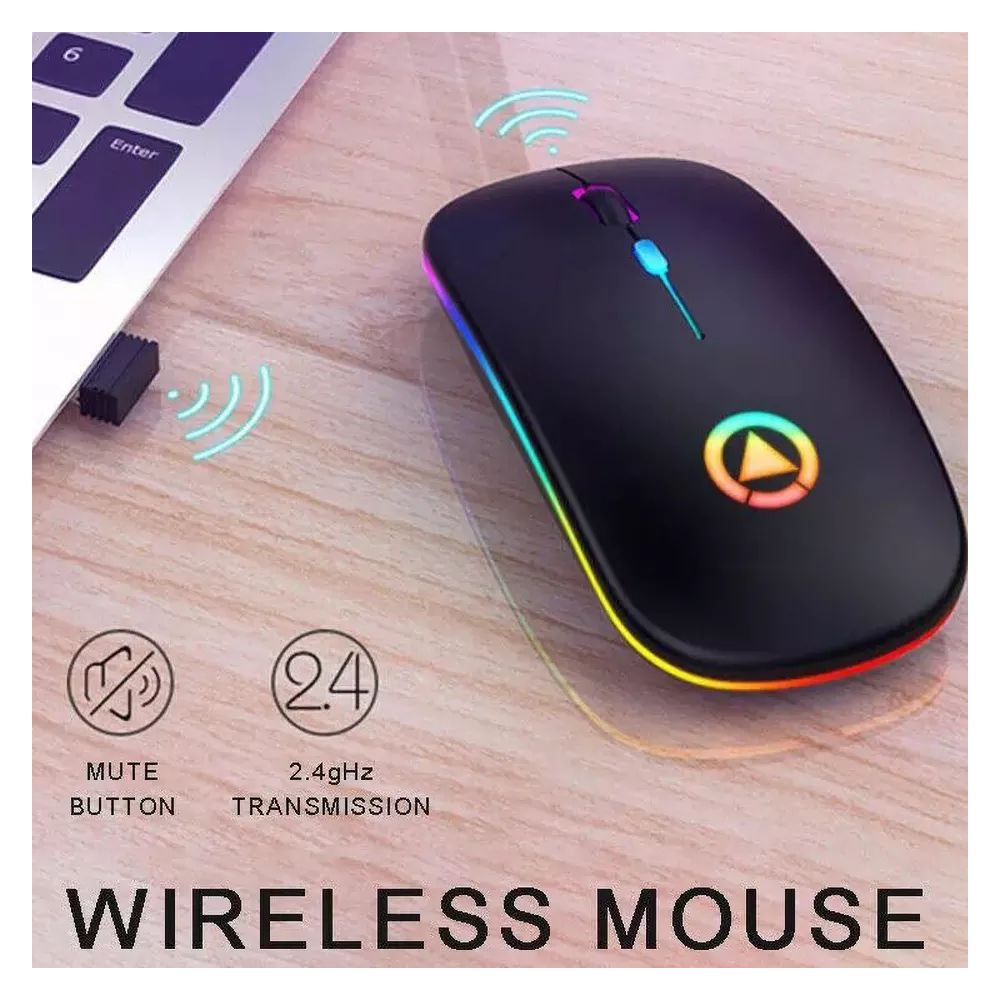 6
Enter
2.4
MUTE
BUTTON
2.4gHz
TRANSMISSION
WIRELESS MOUSE